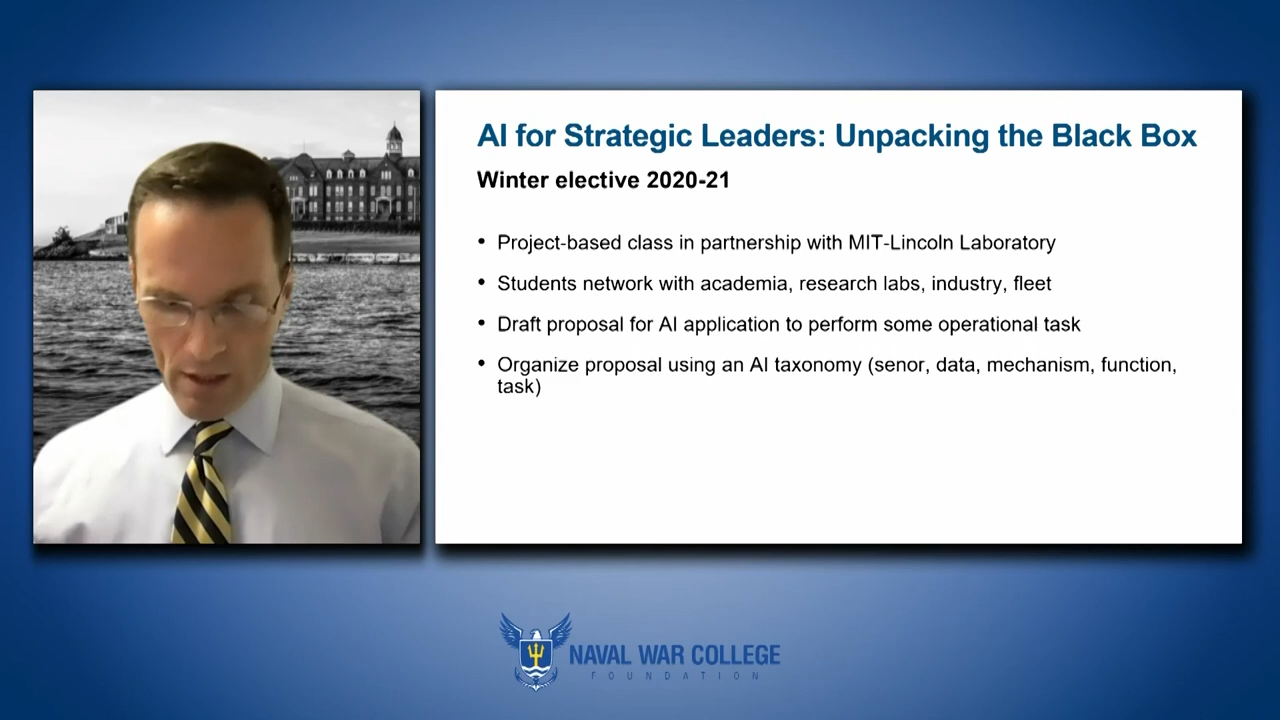 AI for Strategic Leaders: Unpacking the Black Box
Winter elective 2020-21
• Project-based class in partnership with MIT-Lincoln Laboratory
• Students network with academia, research labs, industry, fleet
• Draft proposal for AI application to perform some operational task
• Organize proposal using an AI taxonomy (senor, data, mechanism, function,
task)
NAVAL WAR COLLEGE
FOUNDATION